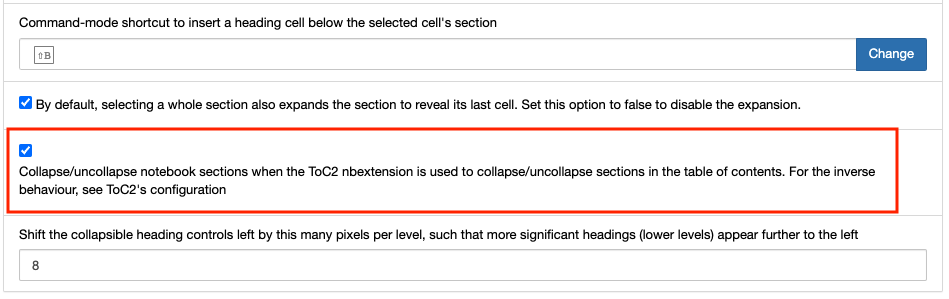 Command-mode shortcut to insert a heading cell below the selected cell's section
⇧B
Change
By default, selecting a whole section also expands the section to reveal its last cell. Set this option to false to disable the expansion.
Collapse/uncollapse notebook sections when the ToC2 nbextension is used to collapse/uncollapse sections in the table of contents. For the inverse
behaviour, see ToC2's configuration
Shift the collapsible heading controls left by this many pixels per level, such that more significant headings (lower levels) appear further to the left
8